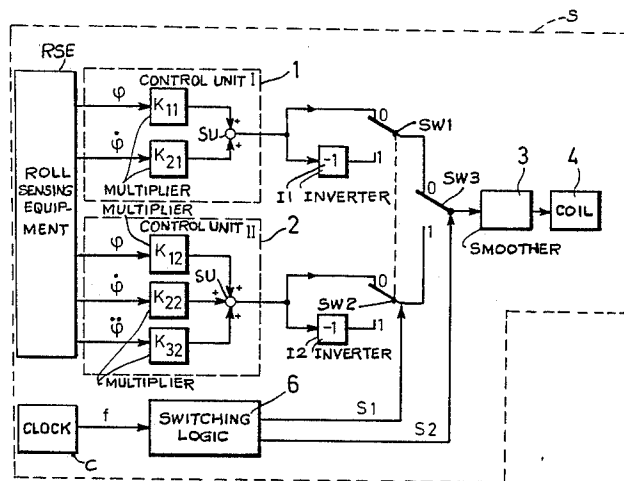 S
RSE
ROLL
SENSING
EQUIP-
MENT
CONTROL UNIT I
1
φ
K11
φ̇
K21
+
+
SU
MULTIPLIER
0
SW1
-1
1
I1 INVERTER
MULTIPLIER
CONTROL UNIT II
2
φ
K12
φ̇
K22
φ̈
K32
SU
+
+
+
MULTIPLIER
0
SW2
-1
1
I2 INVERTER
0
SW3
1
3
SMOOTHER
4
COIL
CLOCK
C
f
6
SWITCHING
LOGIC
S1
S2